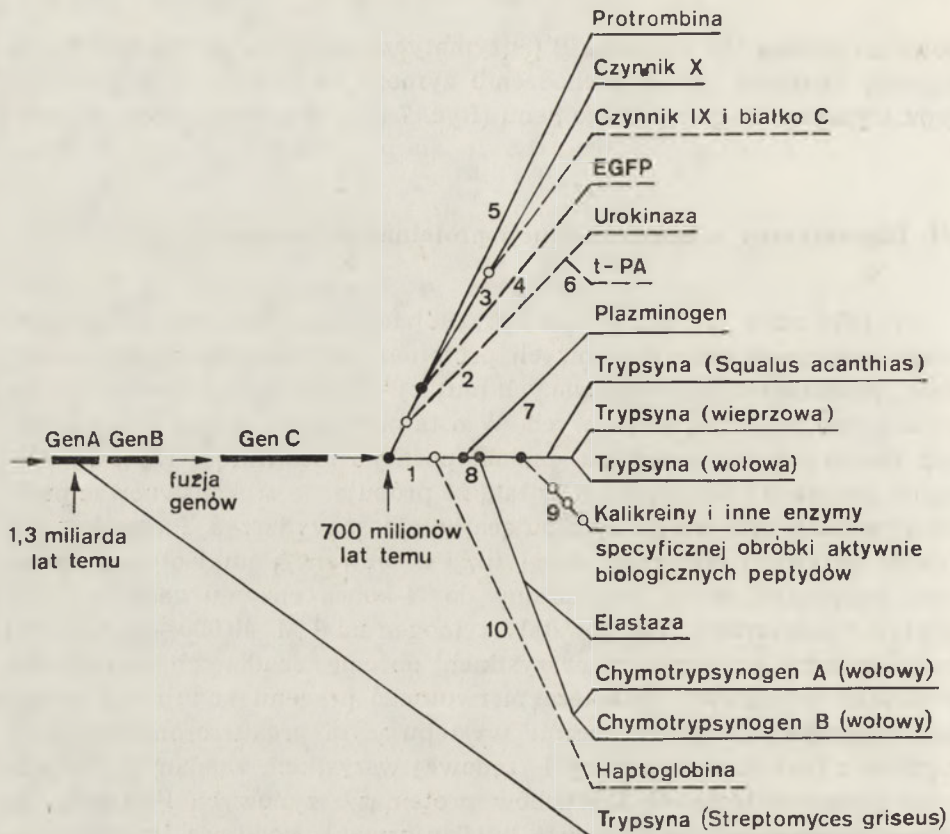 Protrombina
Czynnik X
Czynnik IX i białko C
EGFP
Urokinaza
t-PA
Plazminogen
Trypsyna (Squalus acanthias)
Trypsyna (wieprzowa)
Trypsyna (wołowa)
Kalikreiny i inne enzymy
specyficznej obróbki aktywnie
biologicznych peptydów
Elastaza
Chymotrypsynogen A (wołowy)
Chymotrypsynogen B (wołowy)
Haptoglobina
Trypsyna (Streptomyces griseus)
5
3
4
6
2
7
GenA GenB
Gen C
1
8
9
10
fuzja
genów
1,3 miliarda
lat temu
700 milionów
lat temu